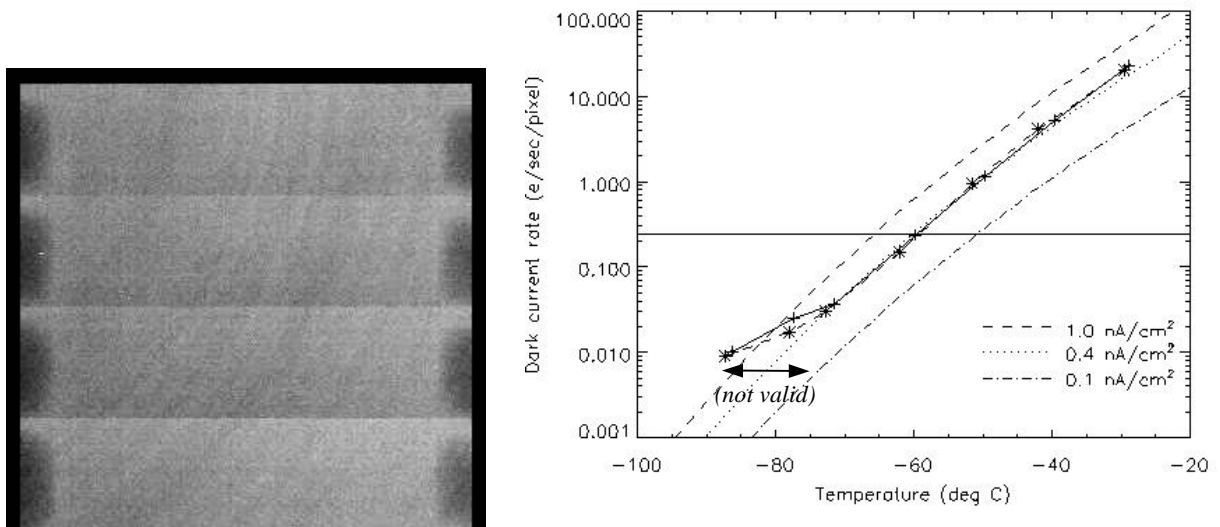 100.000
10.000
1.000
0.100
0.010
0.001
Dark current rate (e/sec/pixel)
1.0 nA/cm²
0.4 nA/cm²
0.1 nA/cm²
(not valid)
−100
−80
−60
−40
−20
Temperature (deg C)